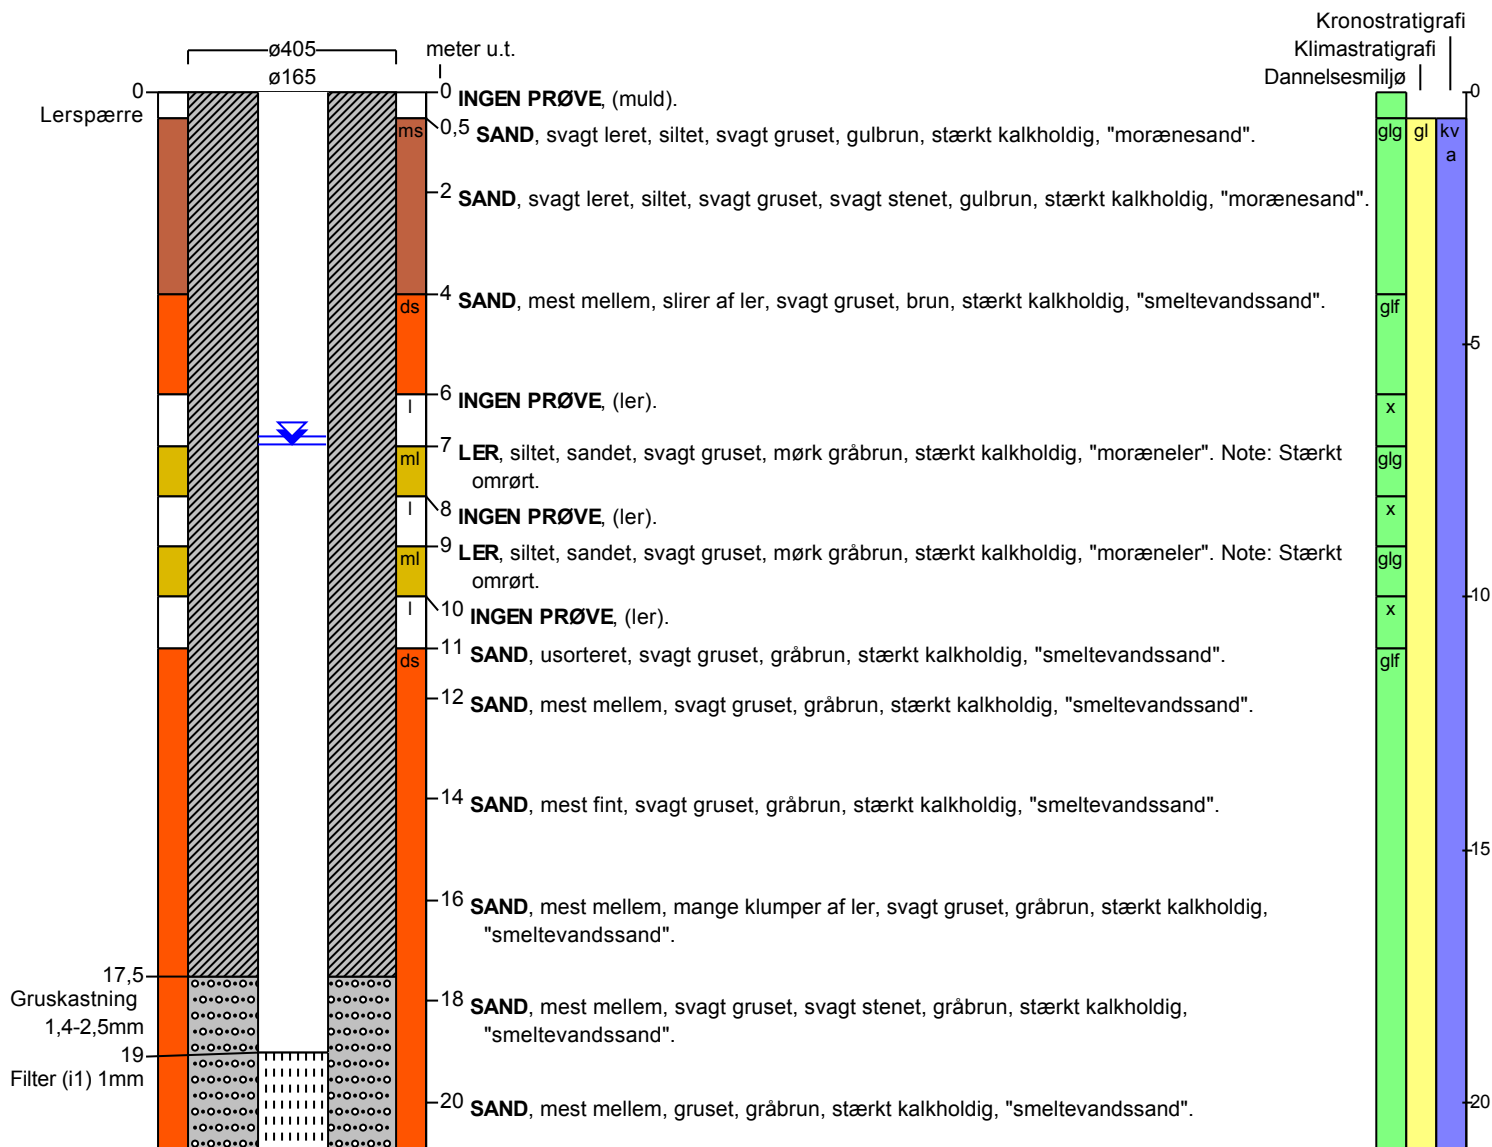 Kronostratigrafi
Klimastratigrafi
Dannelsesmiljø
ø405
ø165
meter u.t.
0
Lerspærre
0 INGEN PRØVE, (muld).
0
ms
0,5 SAND, svagt leret, siltet, svagt gruset, gulbrun, stærkt kalkholdig, "morænesand".
glg gl kv
a
2 SAND, svagt leret, siltet, svagt gruset, svagt stenet, gulbrun, stærkt kalkholdig, "morænesand".
4 SAND, mest mellem, slirer af ler, svagt gruset, brun, stærkt kalkholdig, "smeltevandssand".
ds
glf
5
6 INGEN PRØVE, (ler).
l
x
7 LER, siltet, sandet, svagt gruset, mørk gråbrun, stærkt kalkholdig, "moræneler". Note: Stærkt
omrørt.
ml
glg
8 INGEN PRØVE, (ler).
l
x
9 LER, siltet, sandet, svagt gruset, mørk gråbrun, stærkt kalkholdig, "moræneler". Note: Stærkt
omrørt.
ml
glg
10 INGEN PRØVE, (ler).
l
x
10
11 SAND, usorteret, svagt gruset, gråbrun, stærkt kalkholdig, "smeltevandssand".
ds
glf
12 SAND, mest mellem, svagt gruset, gråbrun, stærkt kalkholdig, "smeltevandssand".
14 SAND, mest fint, svagt gruset, gråbrun, stærkt kalkholdig, "smeltevandssand".
15
16 SAND, mest mellem, mange klumper af ler, svagt gruset, gråbrun, stærkt kalkholdig,
"smeltevandssand".
17,5
Gruskastning
1,4-2,5mm
18 SAND, mest mellem, svagt gruset, svagt stenet, gråbrun, stærkt kalkholdig,
"smeltevandssand".
19
Filter (i1) 1mm
20 SAND, mest mellem, gruset, gråbrun, stærkt kalkholdig, "smeltevandssand".
20